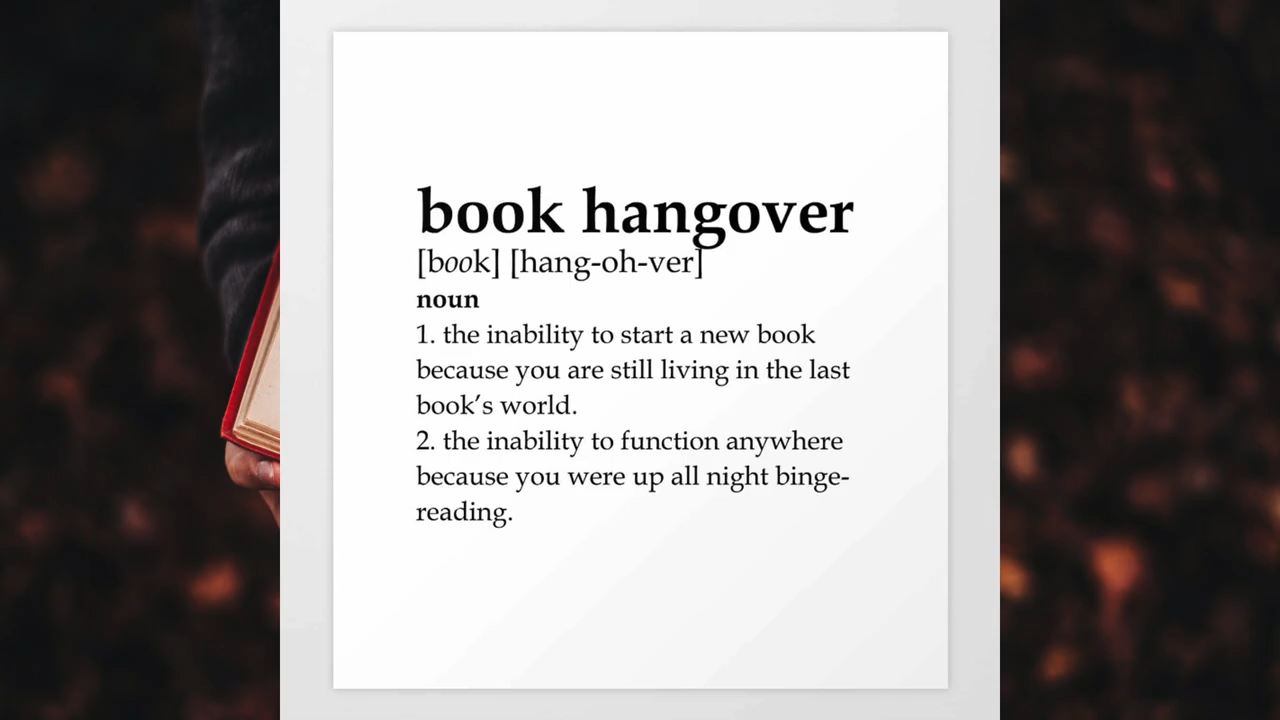 book hangover
[book] [hang-oh-ver]
noun
1. the inability to start a new book
because you are still living in the last
book’s world.
2. the inability to function anywhere
because you were up all night binge-
reading.